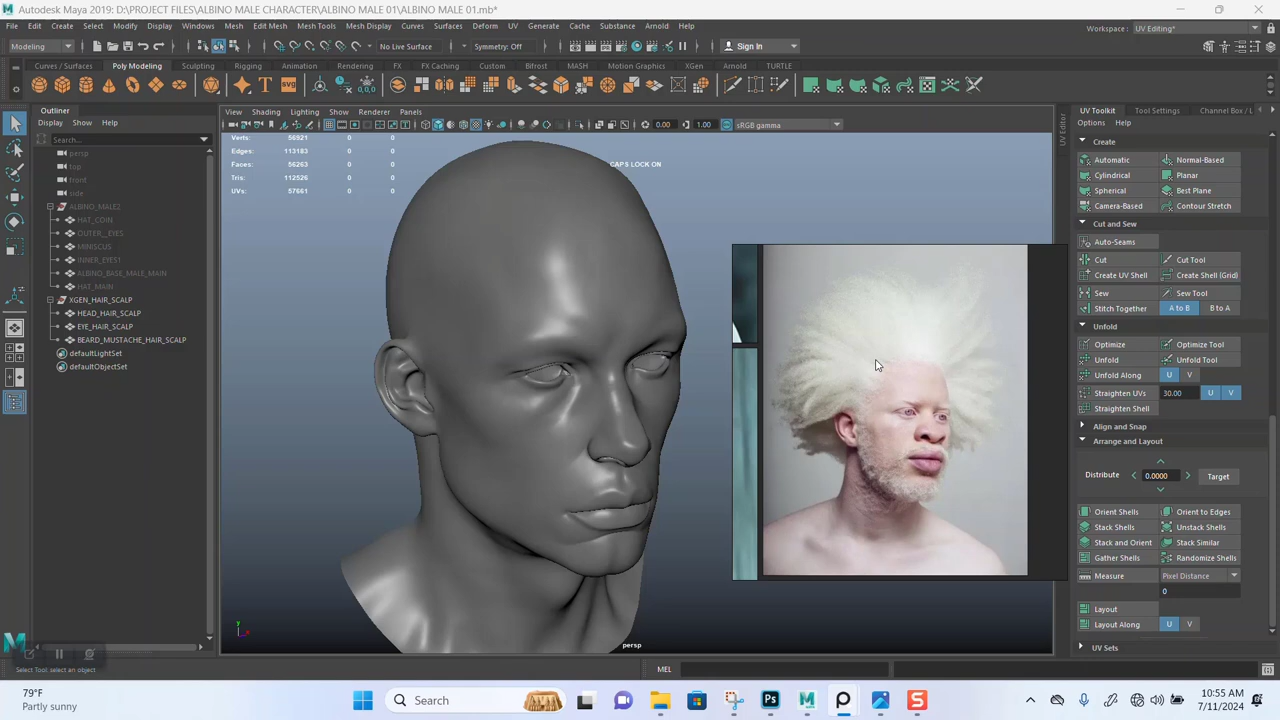 Autodesk Maya 2019: D:\PROJECT FILES\ALBINO MALE CHARACTER\ALBINO MALE 01\ALBINO MALE 01.mb*
File Edit Create Select Modify Display Windows Mesh Edit Mesh Mesh Tools Mesh Display Curves Surfaces Deform UV Generate Cache Substance Arnold Help
Workspace : UV Editing*
Modeling No Live Surface Symmetry: Off Sign In
Curves / Surfaces Poly Modeling Sculpting Rigging Animation Rendering FX FX Caching Custom Bifrost MASH Motion Graphics XGen Arnold TURTLE
Outliner
Display Show Help
Search...
persp
top
front
side
ALBINO_MALE2
HAT_COIN
OUTER__EYES
MINISCUS
INNER_EYES1
ALBINO_BASE_MALE_MAIN
HAT_MAIN
XGEN_HAIR_SCALP
HEAD_HAIR_SCALP
EYE_HAIR_SCALP
BEARD_MUSTACHE_HAIR_SCALP
defaultLightSet
defaultObjectSet
View Shading Lighting Show Renderer Panels
0.00 1.00 sRGB gamma
Verts: 56921 0 0
Edges: 113183 0 0
Faces: 56263 0 0
Tris: 112526 0 0
UVs: 57661 0 0
CAPS LOCK ON
persp
UV Editor
UV Toolkit Tool Settings Channel Box / L
Options Help
Create
Automatic Normal-Based
Cylindrical Planar
Spherical Best Plane
Camera-Based Contour Stretch
Cut and Sew
Auto-Seams
Cut Cut Tool
Create UV Shell Create Shell (Grid)
Sew Sew Tool
Stitch Together A to B B to A
Unfold
Optimize Optimize Tool
Unfold Unfold Tool
Unfold Along U V
Straighten UVs 30.00 U V
Straighten Shell
Align and Snap
Arrange and Layout
Distribute 0.0000 Target
Orient Shells Orient to Edges
Stack Shells Unstack Shells
Stack and Orient Stack Similar
Gather Shells Randomize Shells
Measure Pixel Distance
0
Layout
Layout Along U V
UV Sets
Select Tool: select an object
MEL
79°F
Partly sunny
Search
10:55 AM
7/11/2024